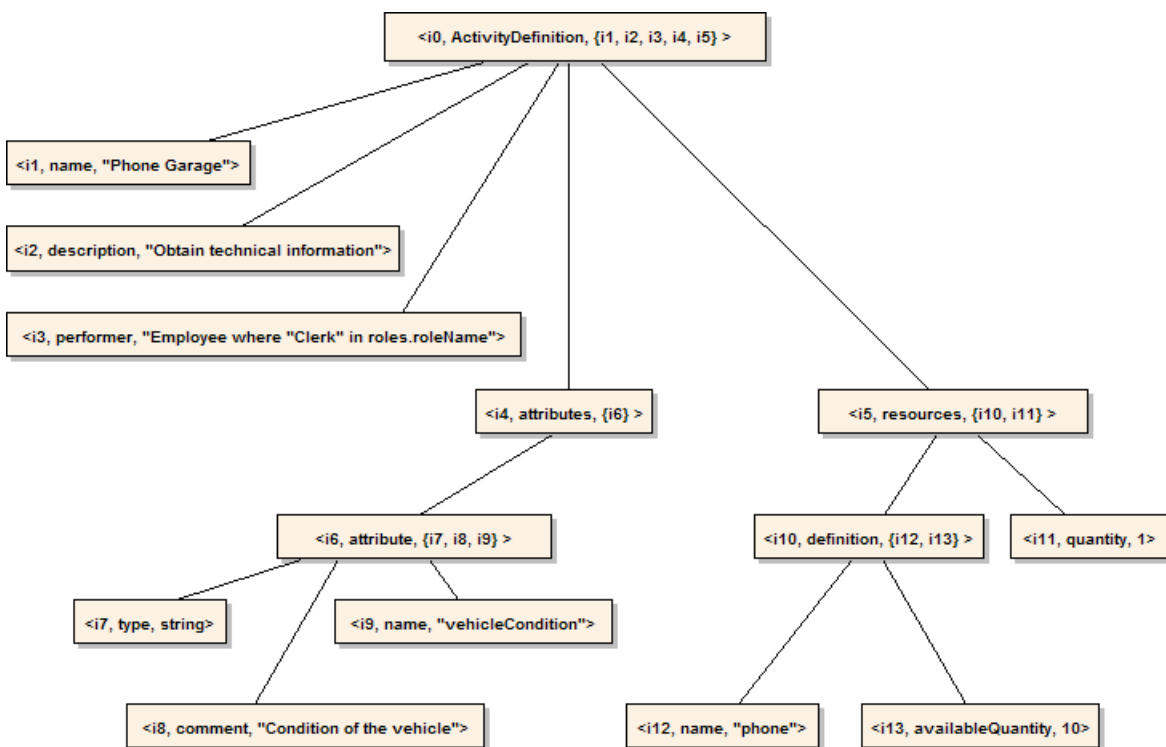 <i0, ActivityDefinition, {i1, i2, i3, i4, i5} >
<i1, name, "Phone Garage">
<i2, description, "Obtain technical information">
<i3, performer, "Employee where "Clerk" in roles.roleName">
<i4, attributes, {i6} >
<i5, resources, {i10, i11} >
<i6, attribute, {i7, i8, i9} >
<i10, definition, {i12, i13} >
<i11, quantity, 1>
<i7, type, string>
<i9, name, "vehicleCondition">
<i8, comment, "Condition of the vehicle">
<i12, name, "phone">
<i13, availableQuantity, 10>